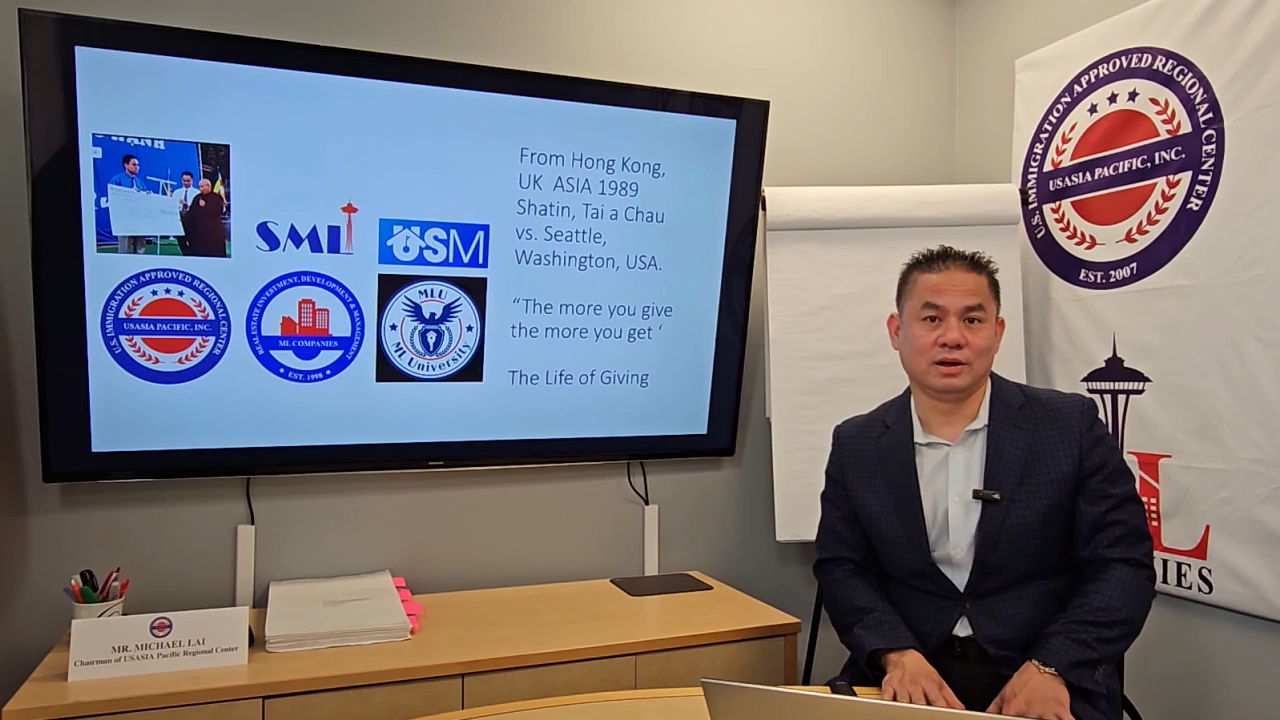 From Hong Kong,
UK ASIA 1989
Shatin, Tai a Chau
vs. Seattle,
Washington, USA.
“The more you give
the more you get ‘
The Life of Giving
SMI
USM
U.S. IMMIGRATION APPROVED REGIONAL CENTER
USASIA PACIFIC, INC.
REAL ESTATE INVESTMENT, DEVELOPMENT & MANAGEMENT
ML COMPANIES
EST. 1998
MLU
ML University
U.S. IMMIGRATION APPROVED REGIONAL CENTER
USASIA PACIFIC, INC.
EST. 2007
L
NIES
MR. MICHAEL LAI
Chairman of USASIA Pacific Regional Center